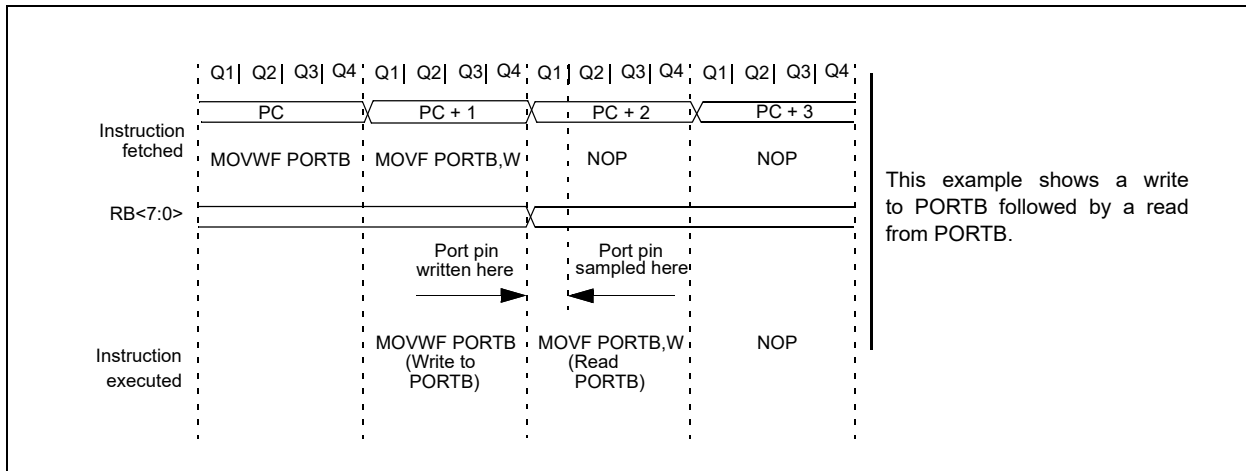 Q1| Q2| Q3| Q4 Q1| Q2| Q3| Q4 Q1| Q2| Q3| Q4 Q1| Q2| Q3| Q4
PC PC + 1 PC + 2 PC + 3
Instruction
fetched
MOVWF PORTB MOVF PORTB,W NOP NOP
This example shows a write
to PORTB followed by a read
from PORTB.
RB<7:0>
Port pin
written here
Port pin
sampled here
Instruction
executed
MOVWF PORTB
(Write to
PORTB)
MOVF PORTB,W
(Read
PORTB)
NOP